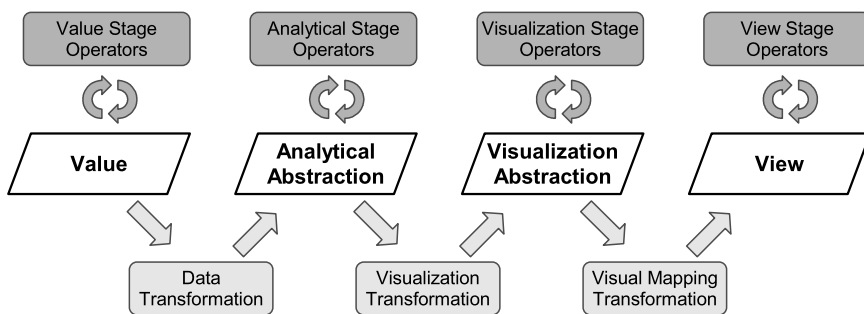 Value Stage
Operators
Analytical Stage
Operators
Visualization Stage
Operators
View Stage
Operators
Value
Analytical
Abstraction
Visualization
Abstraction
View
Data
Transformation
Visualization
Transformation
Visual Mapping
Transformation